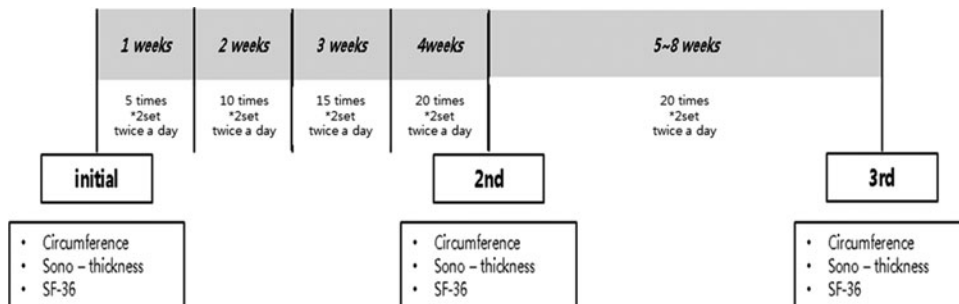 1 weeks
2 weeks
3 weeks
4weeks
5~8 weeks
5 times
*2set
twice a day
10 times
*2set
twice a day
15 times
*2set
twice a day
20 times
*2set
twice a day
20 times
*2set
twice a day
initial
2nd
3rd
• Circumference
• Sono – thickness
• SF-36
• Circumference
• Sono – thickness
• SF-36
• Circumference
• Sono – thickness
• SF-36